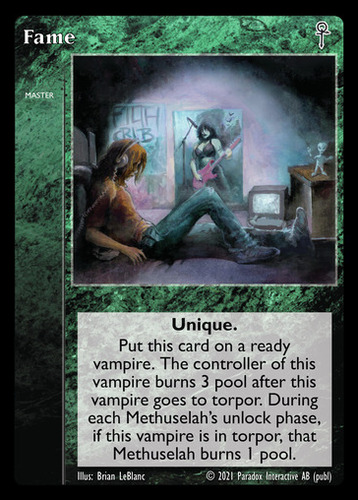 Fame
MASTER
FILTH
Unique.
Put this card on a ready
vampire. The controller of this
vampire burns 3 pool after this
vampire goes to torpor. During
each Methuselah's unlock phase,
if this vampire is in torpor, that
Methuselah burns 1 pool.
Illus: Brian LeBlanc © 2021 Paradox Interactive AB (publ)